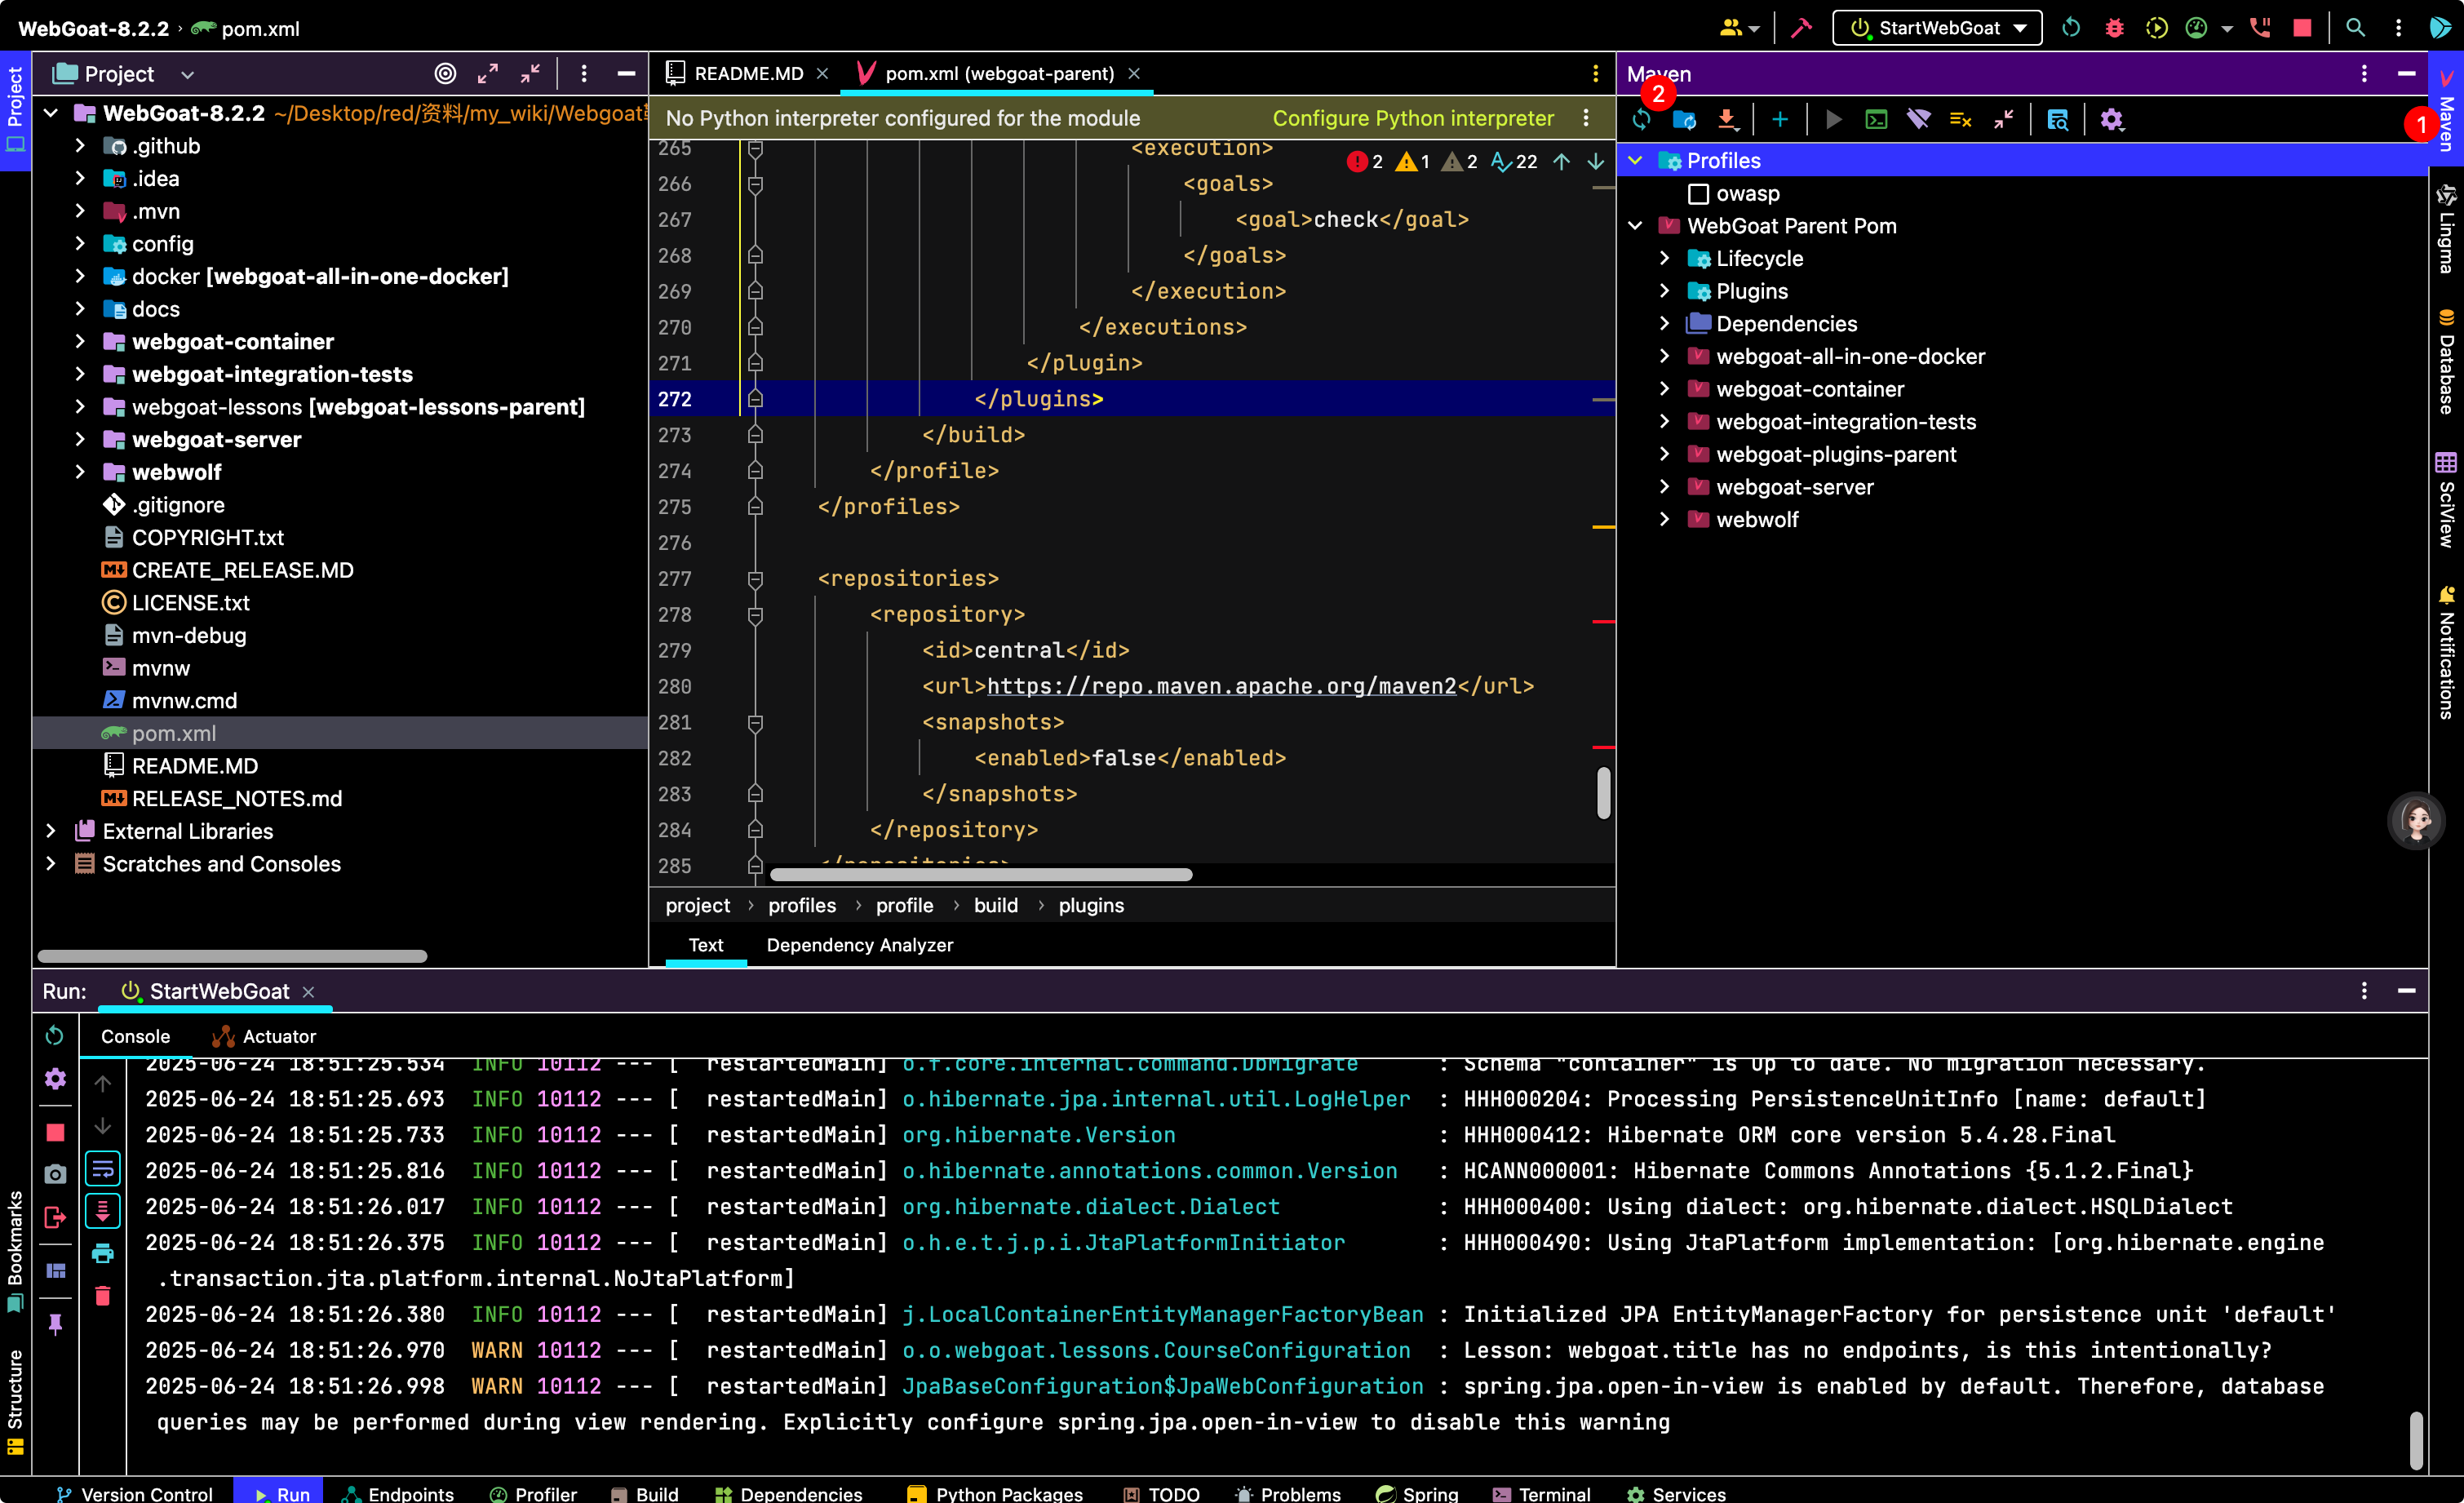 WebGoat-8.2.2 › pom.xml
StartWebGoat
Project
Project
WebGoat-8.2.2 ~/Desktop/red/资料/my_wiki/Webgoat
.github
.idea
.mvn
config
docker [webgoat-all-in-one-docker]
docs
webgoat-container
webgoat-integration-tests
webgoat-lessons [webgoat-lessons-parent]
webgoat-server
webwolf
.gitignore
COPYRIGHT.txt
CREATE_RELEASE.MD
LICENSE.txt
mvn-debug
mvnw
mvnw.cmd
pom.xml
README.MD
RELEASE_NOTES.md
External Libraries
Scratches and Consoles
README.MD
pom.xml (webgoat-parent)
No Python interpreter configured for the module Configure Python interpreter
2 1 2 22
265 <execution>
266 <goals>
267 <goal>check</goal>
268 </goals>
269 </execution>
270 </executions>
271 </plugin>
272 </plugins>
273 </build>
274 </profile>
275 </profiles>
276
277 <repositories>
278 <repository>
279 <id>central</id>
280 <url>https://repo.maven.apache.org/maven2</url>
281 <snapshots>
282 <enabled>false</enabled>
283 </snapshots>
284 </repository>
285 </repositories>
project › profiles › profile › build › plugins
Text Dependency Analyzer
Maven
2
1
Profiles
owasp
WebGoat Parent Pom
Lifecycle
Plugins
Dependencies
webgoat-all-in-one-docker
webgoat-container
webgoat-integration-tests
webgoat-plugins-parent
webgoat-server
webwolf
Maven
Lingma
Database
SciView
Notifications
Run: StartWebGoat
Console Actuator
2025-06-24 18:51:25.534 INFO 10112 --- [ restartedMain] o.f.core.internal.command.DbMigrate : Schema "container" is up to date. No migration necessary.
2025-06-24 18:51:25.693 INFO 10112 --- [ restartedMain] o.hibernate.jpa.internal.util.LogHelper : HHH000204: Processing PersistenceUnitInfo [name: default]
2025-06-24 18:51:25.733 INFO 10112 --- [ restartedMain] org.hibernate.Version : HHH000412: Hibernate ORM core version 5.4.28.Final
2025-06-24 18:51:25.816 INFO 10112 --- [ restartedMain] o.hibernate.annotations.common.Version : HCANN000001: Hibernate Commons Annotations {5.1.2.Final}
2025-06-24 18:51:26.017 INFO 10112 --- [ restartedMain] org.hibernate.dialect.Dialect : HHH000400: Using dialect: org.hibernate.dialect.HSQLDialect
2025-06-24 18:51:26.375 INFO 10112 --- [ restartedMain] o.h.e.t.j.p.i.JtaPlatformInitiator : HHH000490: Using JtaPlatform implementation: [org.hibernate.engine
.transaction.jta.platform.internal.NoJtaPlatform]
2025-06-24 18:51:26.380 INFO 10112 --- [ restartedMain] j.LocalContainerEntityManagerFactoryBean : Initialized JPA EntityManagerFactory for persistence unit 'default'
2025-06-24 18:51:26.970 WARN 10112 --- [ restartedMain] o.o.webgoat.lessons.CourseConfiguration : Lesson: webgoat.title has no endpoints, is this intentionally?
2025-06-24 18:51:26.998 WARN 10112 --- [ restartedMain] JpaBaseConfiguration$JpaWebConfiguration : spring.jpa.open-in-view is enabled by default. Therefore, database
queries may be performed during view rendering. Explicitly configure spring.jpa.open-in-view to disable this warning
Bookmarks
Structure
Version Control Run Endpoints Profiler Build Dependencies Python Packages TODO Problems Spring Terminal Services